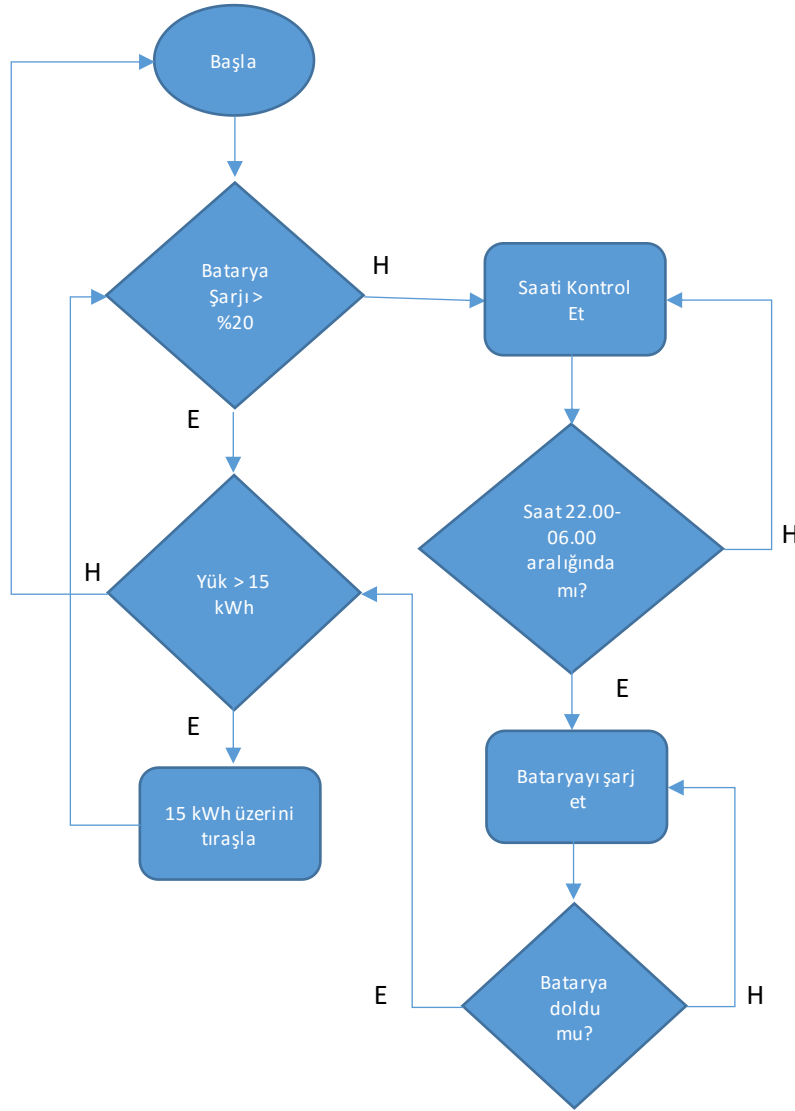 Başla
Batarya
Şarjı >
%20
H
Saati Kontrol
Et
E
Saat 22.00-
06.00
aralığında
mı?
H
Yük > 15
kWh
H
E
E
15 kWh üzerini
tıraşla
Bataryayı şarj
et
Batarya
doldu
mu?
E
H